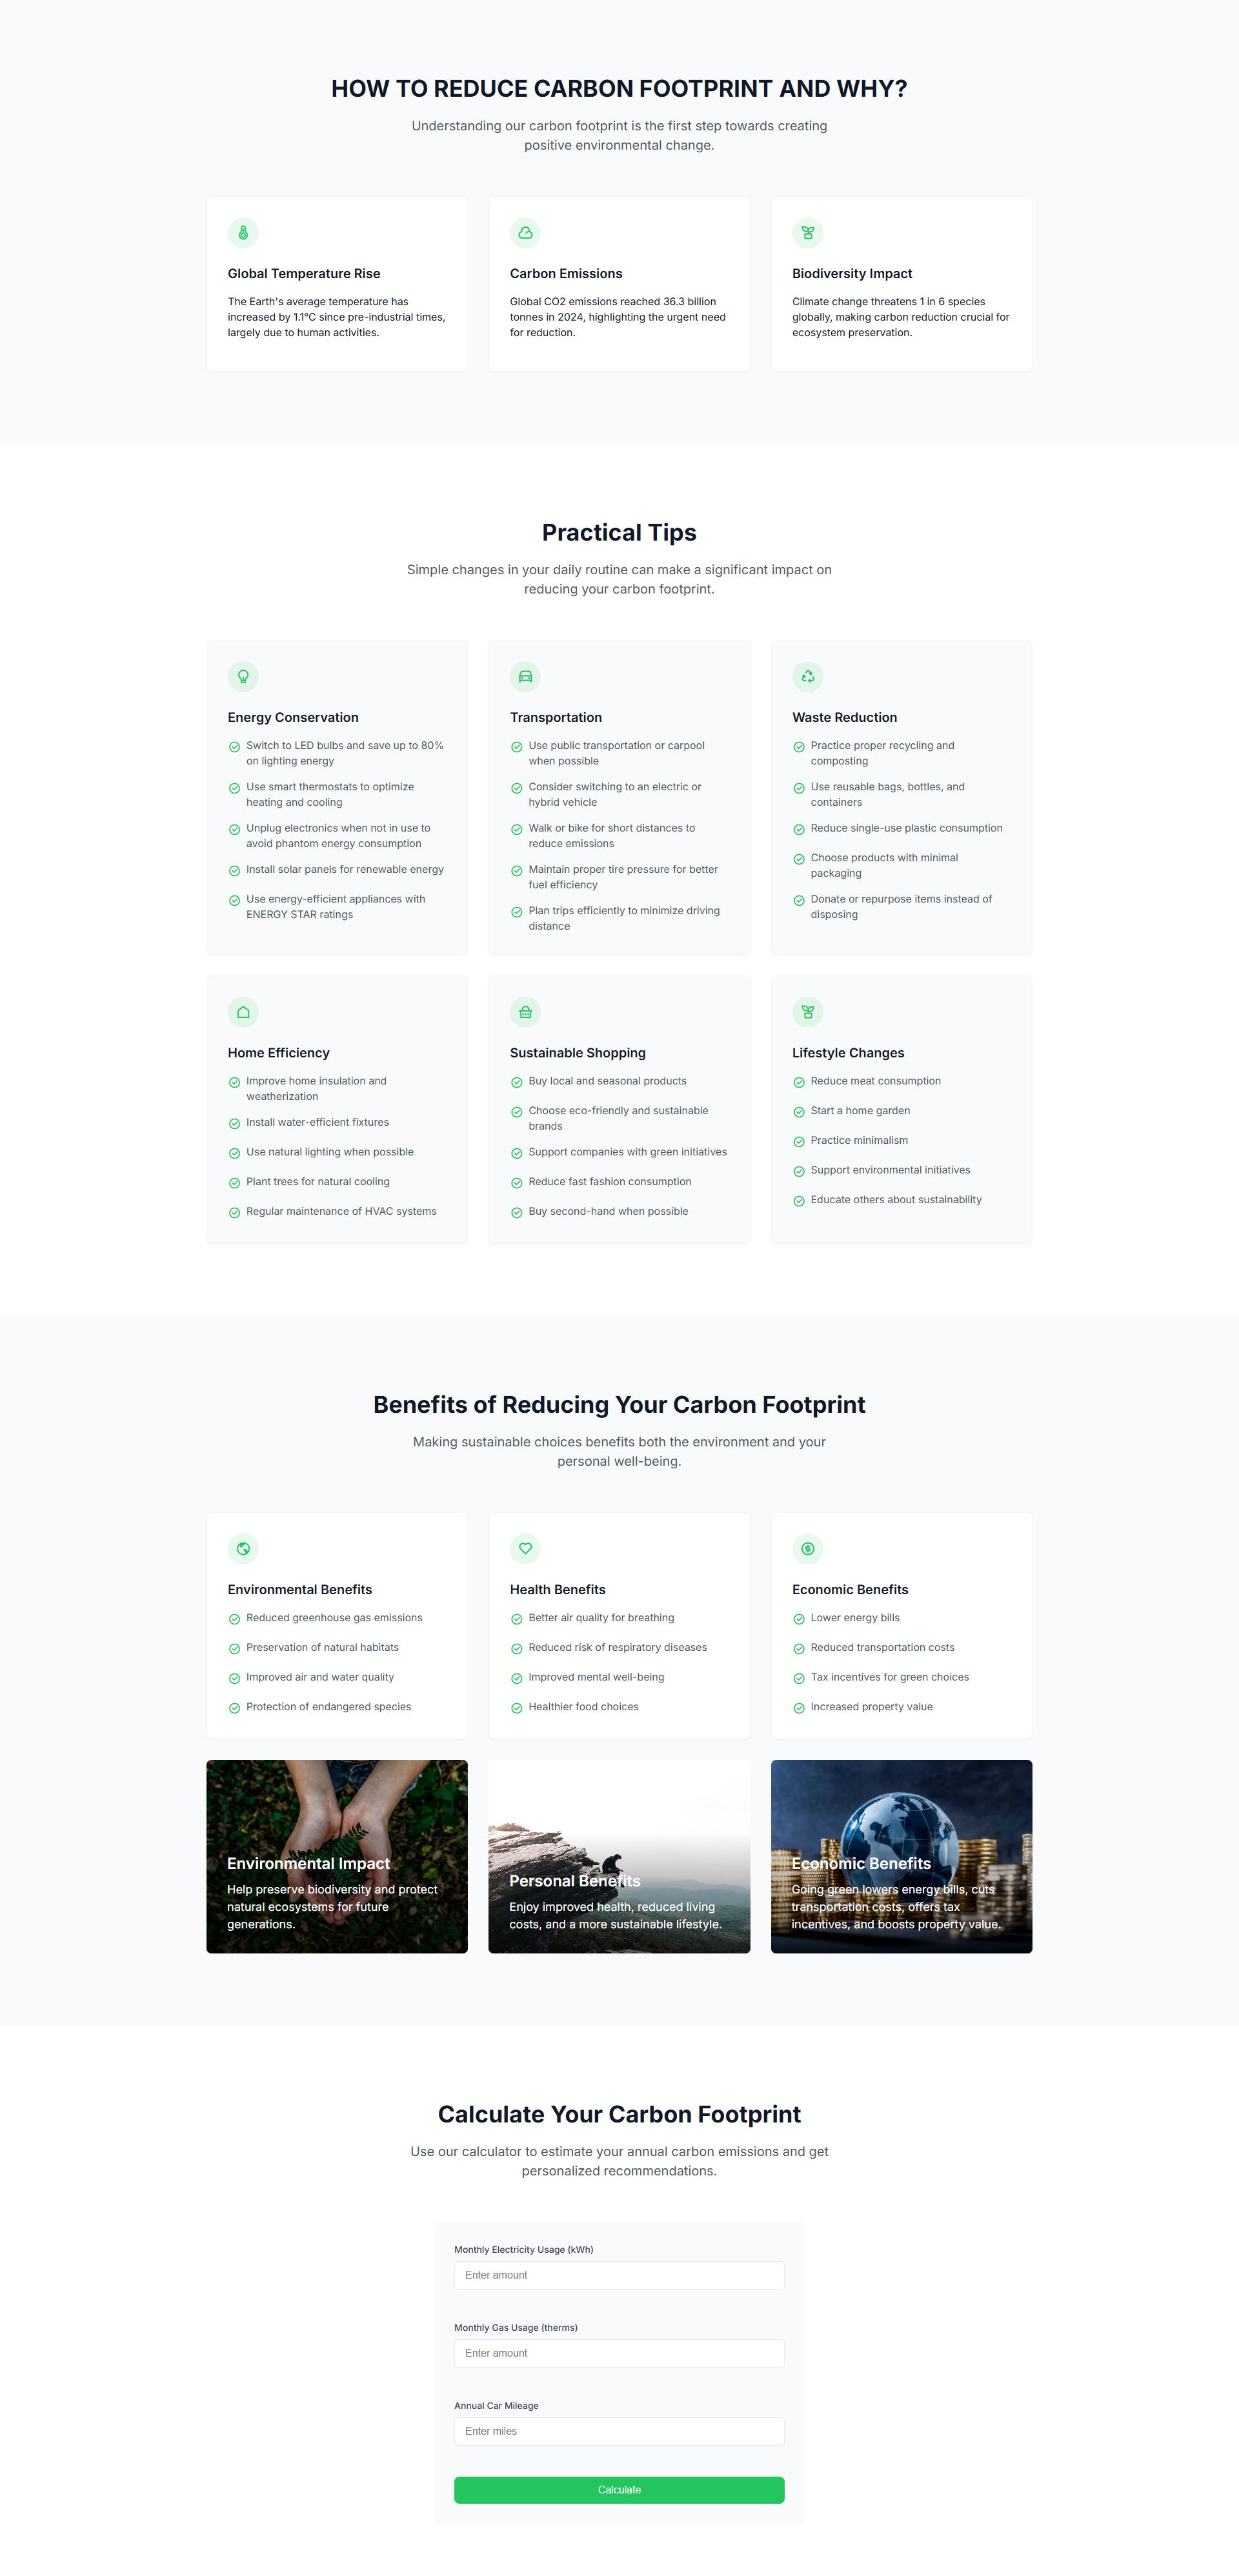 HOW TO REDUCE CARBON FOOTPRINT AND WHY?
Understanding our carbon footprint is the first step towards creating
positive environmental change.
Global Temperature Rise
The Earth's average temperature has
increased by 1.1°C since pre-industrial times,
largely due to human activities.
Carbon Emissions
Global CO2 emissions reached 36.3 billion
tonnes in 2024, highlighting the urgent need
for reduction.
Biodiversity Impact
Climate change threatens 1 in 6 species
globally, making carbon reduction crucial for
ecosystem preservation.
Practical Tips
Simple changes in your daily routine can make a significant impact on
reducing your carbon footprint.
Energy Conservation
Switch to LED bulbs and save up to 80%
on lighting energy
Use smart thermostats to optimize
heating and cooling
Unplug electronics when not in use to
avoid phantom energy consumption
Install solar panels for renewable energy
Use energy-efficient appliances with
ENERGY STAR ratings
Transportation
Use public transportation or carpool
when possible
Consider switching to an electric or
hybrid vehicle
Walk or bike for short distances to
reduce emissions
Maintain proper tire pressure for better
fuel efficiency
Plan trips efficiently to minimize driving
distance
Waste Reduction
Practice proper recycling and
composting
Use reusable bags, bottles, and
containers
Reduce single-use plastic consumption
Choose products with minimal
packaging
Donate or repurpose items instead of
disposing
Home Efficiency
Improve home insulation and
weatherization
Install water-efficient fixtures
Use natural lighting when possible
Plant trees for natural cooling
Regular maintenance of HVAC systems
Sustainable Shopping
Buy local and seasonal products
Choose eco-friendly and sustainable
brands
Support companies with green initiatives
Reduce fast fashion consumption
Buy second-hand when possible
Lifestyle Changes
Reduce meat consumption
Start a home garden
Practice minimalism
Support environmental initiatives
Educate others about sustainability
Benefits of Reducing Your Carbon Footprint
Making sustainable choices benefits both the environment and your
personal well-being.
Environmental Benefits
Reduced greenhouse gas emissions
Preservation of natural habitats
Improved air and water quality
Protection of endangered species
Health Benefits
Better air quality for breathing
Reduced risk of respiratory diseases
Improved mental well-being
Healthier food choices
Economic Benefits
Lower energy bills
Reduced transportation costs
Tax incentives for green choices
Increased property value
Environmental Impact
Help preserve biodiversity and protect
natural ecosystems for future
generations.
Personal Benefits
Enjoy improved health, reduced living
costs, and a more sustainable lifestyle.
Economic Benefits
Going green lowers energy bills, cuts
transportation costs, offers tax
incentives, and boosts property value.
Calculate Your Carbon Footprint
Use our calculator to estimate your annual carbon emissions and get
personalized recommendations.
Monthly Electricity Usage (kWh)
Enter amount
Monthly Gas Usage (therms)
Enter amount
Annual Car Mileage
Enter miles
Calculate